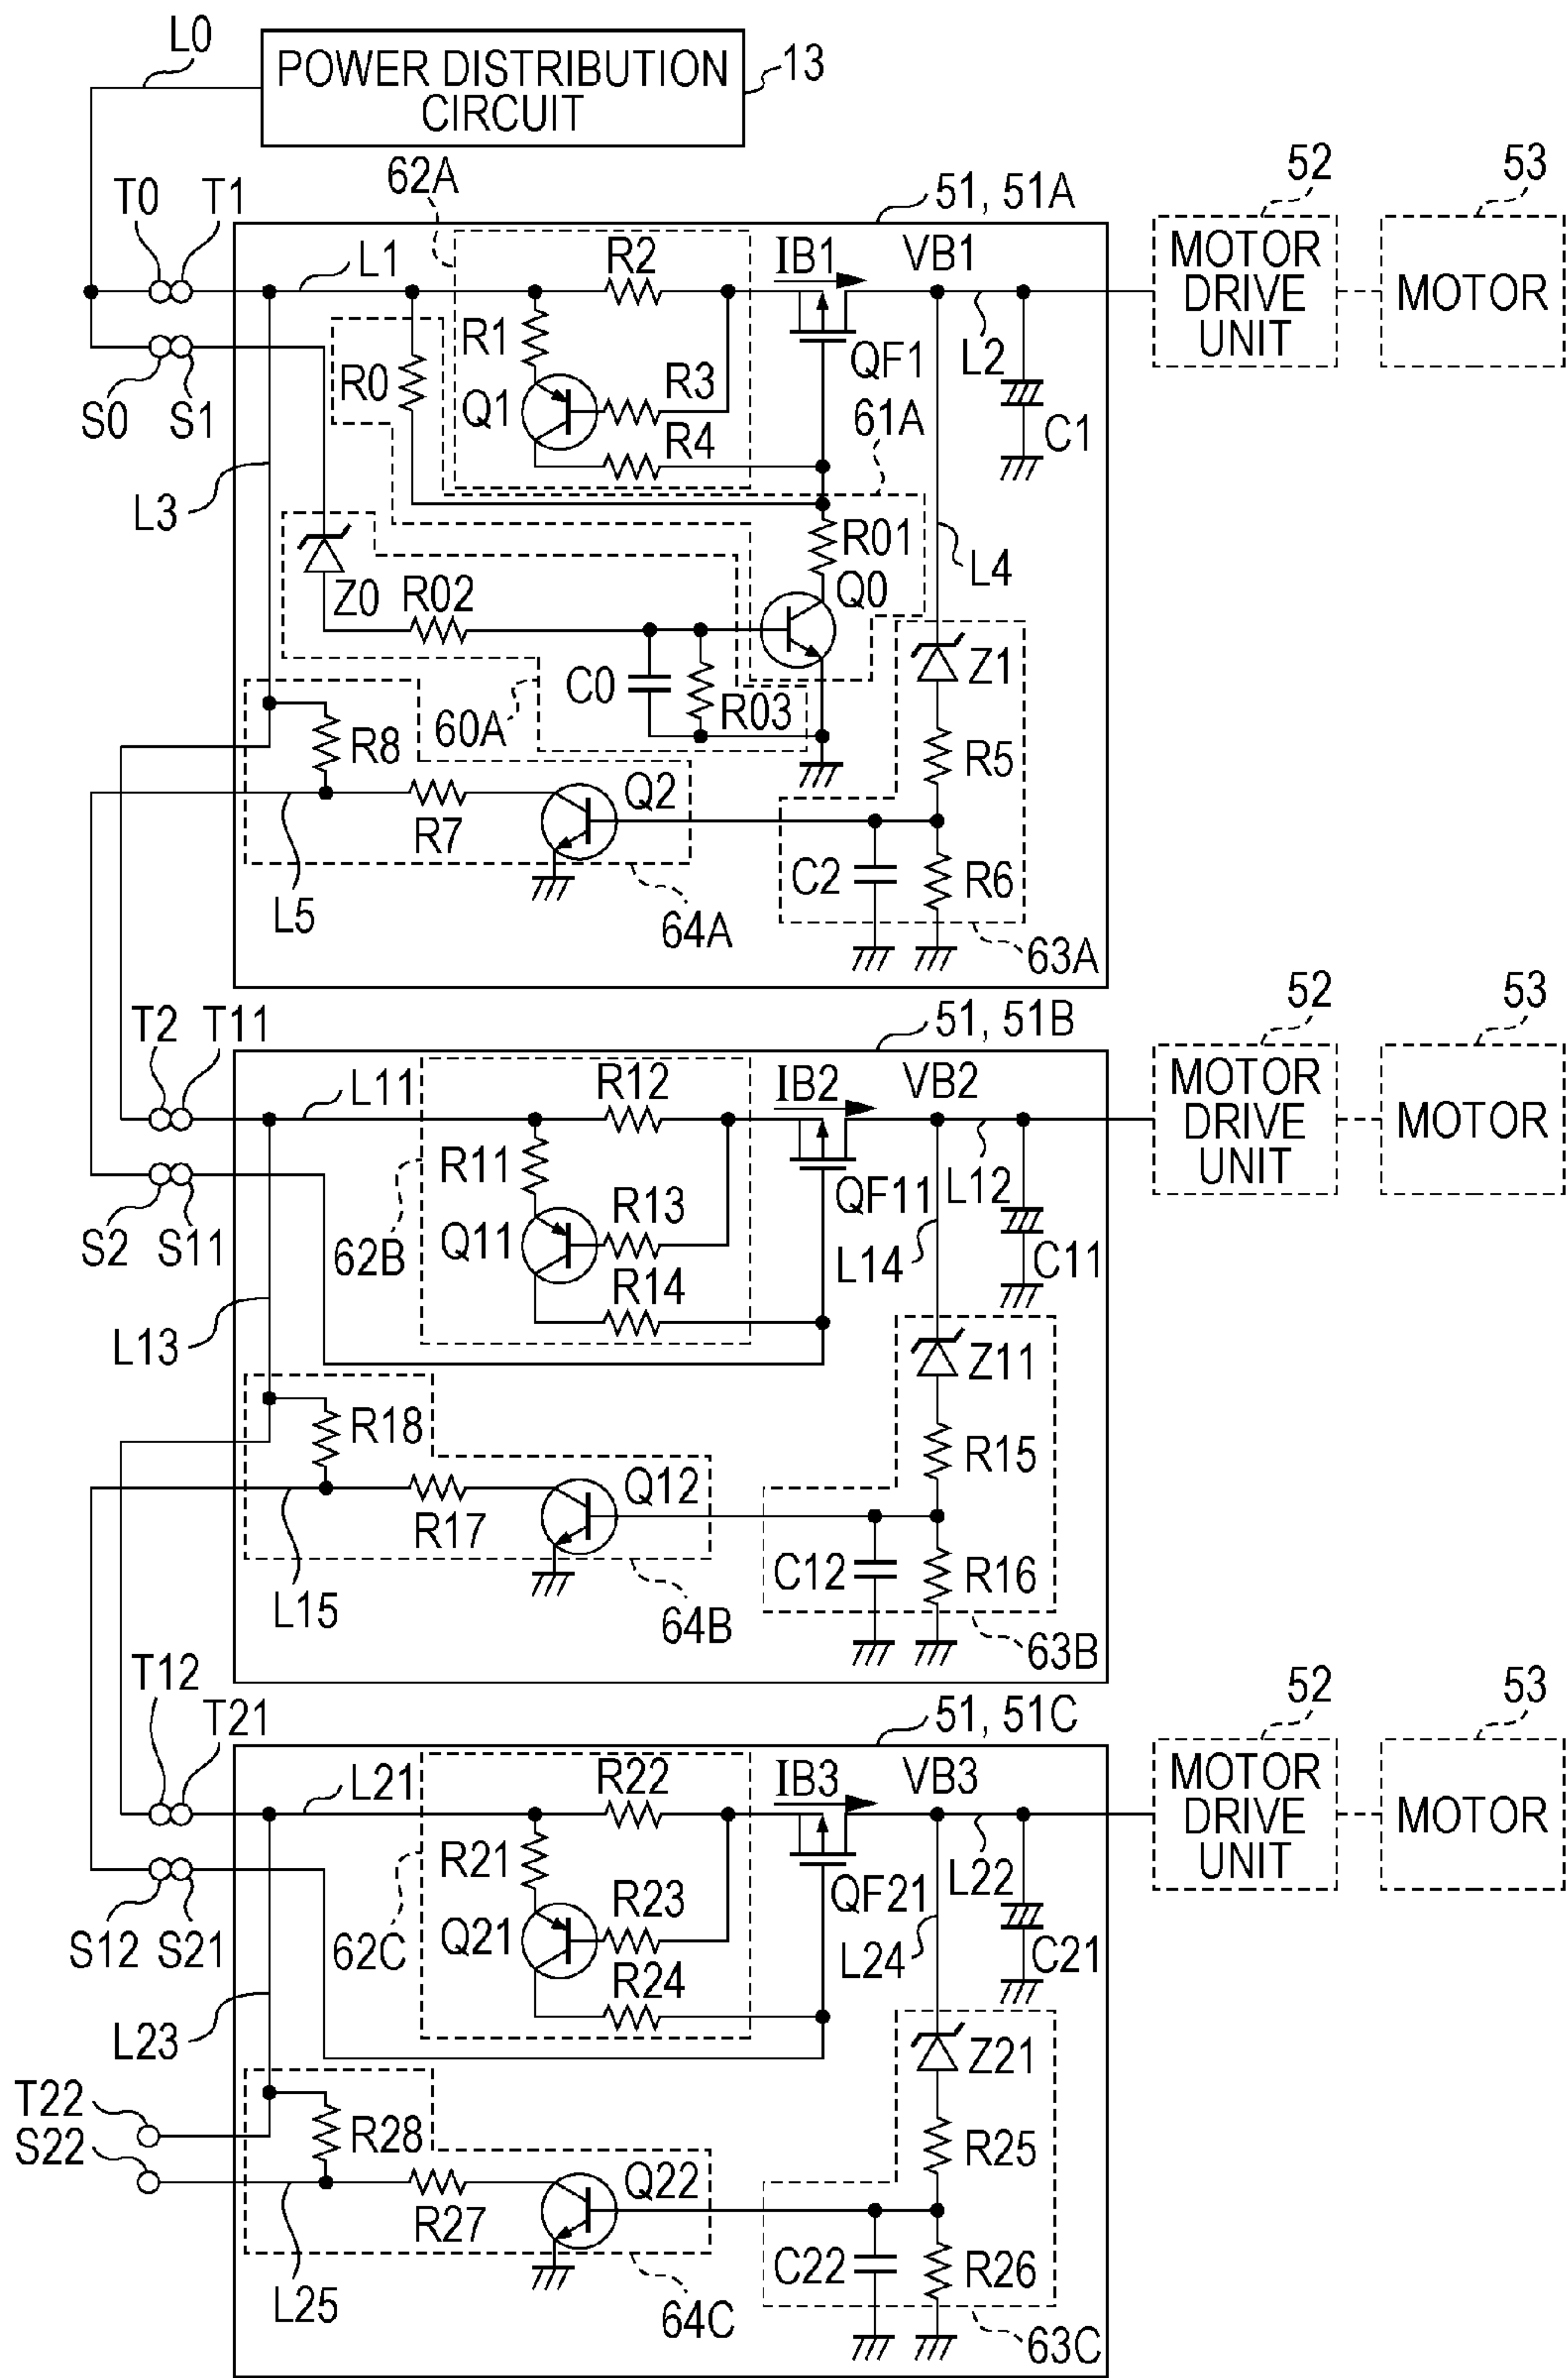 L0
POWER DISTRIBUTION
CIRCUIT
13
62A
T0
T1
51, 51A
52
53
L1
R2
IB1
VB1
MOTOR
DRIVE
UNIT
MOTOR
R1
R0
R3
Q1
R4
QF1
61A
L2
C1
S0
S1
L3
R01
L4
Z0
R02
Q0
Z1
C0
R03
60A
R8
R5
Q2
R7
C2
R6
L5
64A
63A
T2
T11
51, 51B
52
53
L11
R12
IB2
VB2
MOTOR
DRIVE
UNIT
MOTOR
R11
R13
Q11
R14
QF11
L12
S2
S11
62B
L14
C11
L13
Z11
R18
R15
Q12
R17
C12
R16
L15
64B
63B
T12
T21
51, 51C
52
53
L21
R22
IB3
VB3
MOTOR
DRIVE
UNIT
MOTOR
R21
R23
Q21
R24
QF21
L22
S12
S21
62C
L24
C21
L23
Z21
T22
S22
R28
R25
Q22
R27
C22
R26
L25
64C
63C